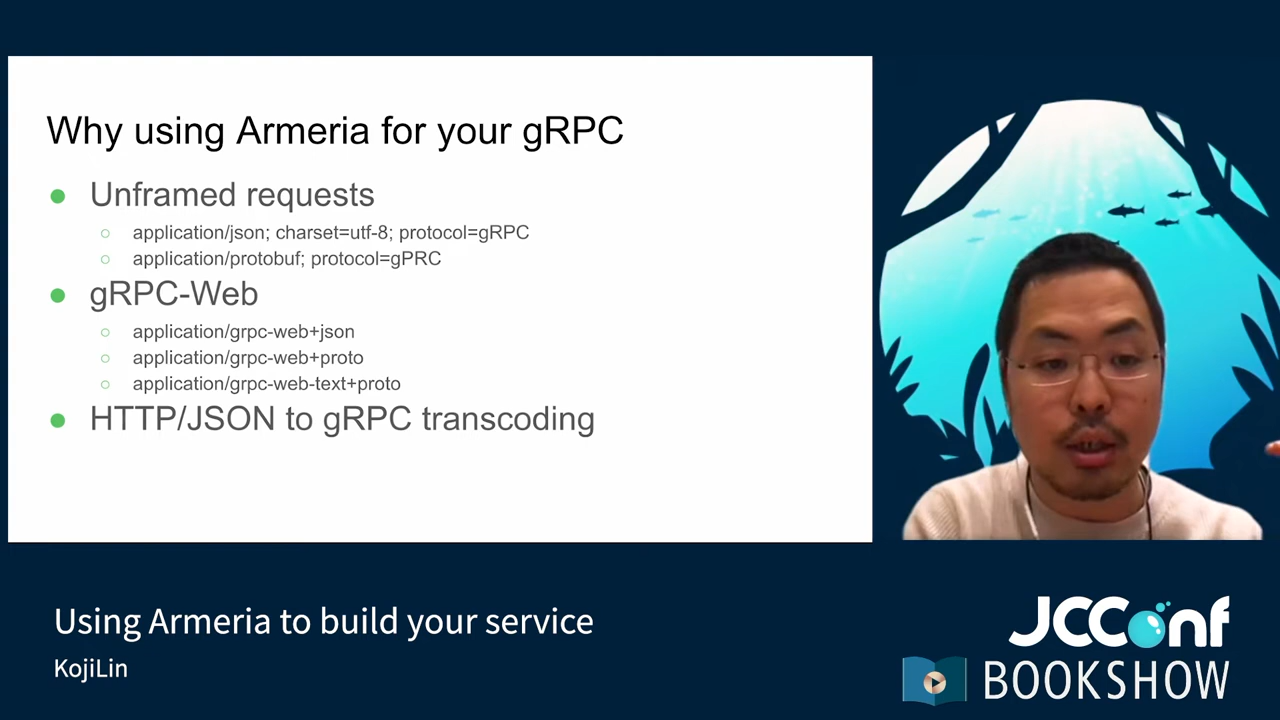 Why using Armeria for your gRPC
● Unframed requests
○ application/json; charset=utf-8; protocol=gRPC
○ application/protobuf; protocol=gPRC
● gRPC-Web
○ application/grpc-web+json
○ application/grpc-web+proto
○ application/grpc-web-text+proto
● HTTP/JSON to gRPC transcoding
Using Armeria to build your service
KojiLin
JCConf
BOOKSHOW